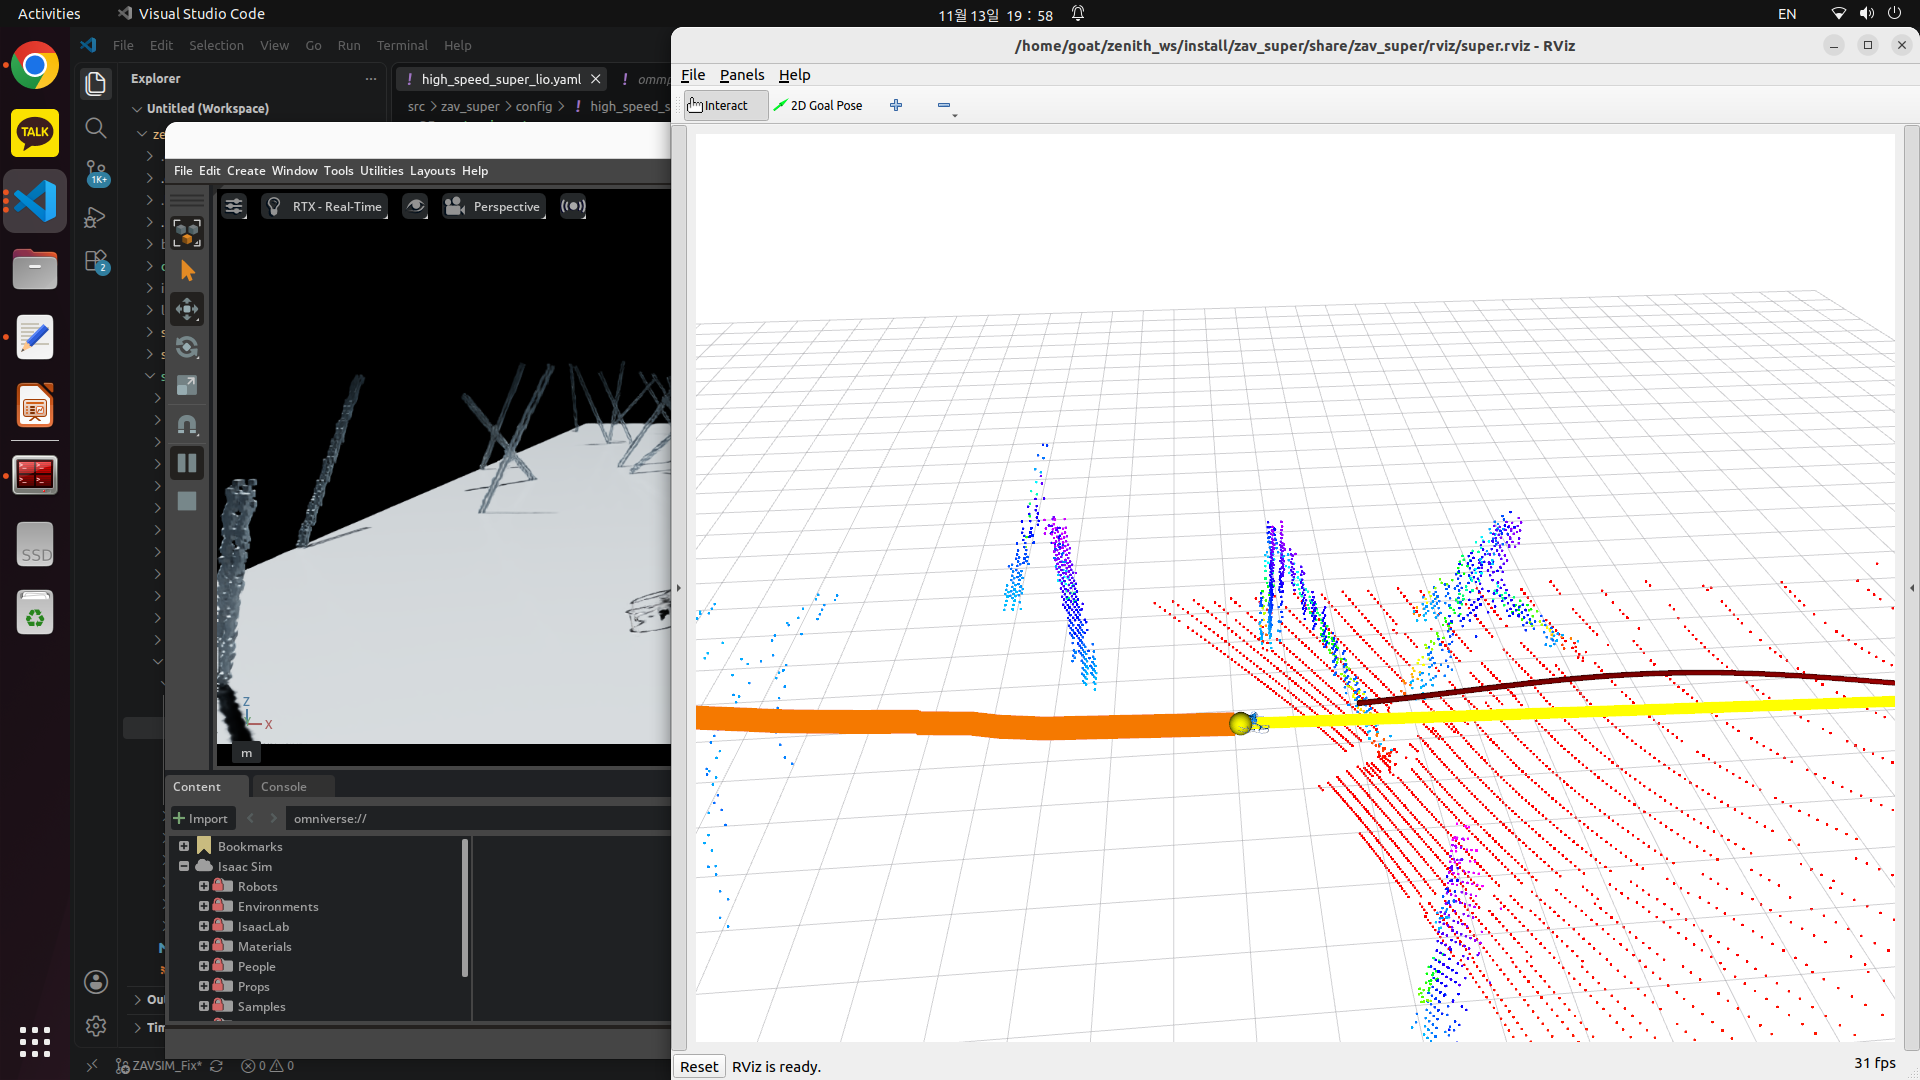 Activities
Visual Studio Code
11월 13일 19 : 58
EN
File Edit Selection View Go Run Terminal Help
/home/goat/zenith_ws/install/zav_super/share/zav_super/rviz/super.rviz - RViz
File Panels Help
Interact
2D Goal Pose
Explorer
high_speed_super_lio.yaml
src > zav_super > config >
Untitled (Workspace)
TALK
1K+
2
SSD
File Edit Create Window Tools Utilities Layouts Help
RTX - Real-Time
Perspective
Z
X
m
Content
Console
Import
omniverse://
Bookmarks
Isaac Sim
Robots
Environments
IsaacLab
Materials
People
Props
Samples
ZAVSIM_Fix*
0
0
Reset
RViz is ready.
31 fps